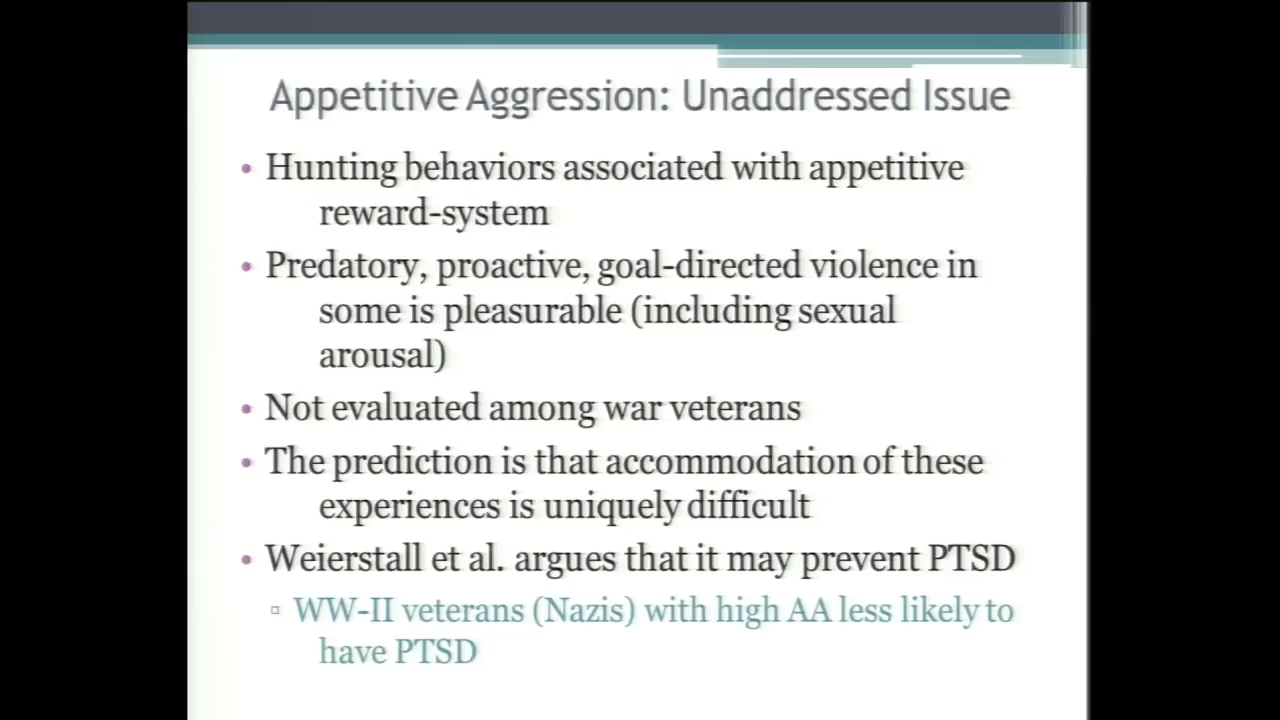 Appetitive Aggression: Unaddressed Issue
• Hunting behaviors associated with appetitive
reward-system
• Predatory, proactive, goal-directed violence in
some is pleasurable (including sexual
arousal)
• Not evaluated among war veterans
• The prediction is that accommodation of these
experiences is uniquely difficult
• Weierstall et al. argues that it may prevent PTSD
▫ WW-II veterans (Nazis) with high AA less likely to
have PTSD